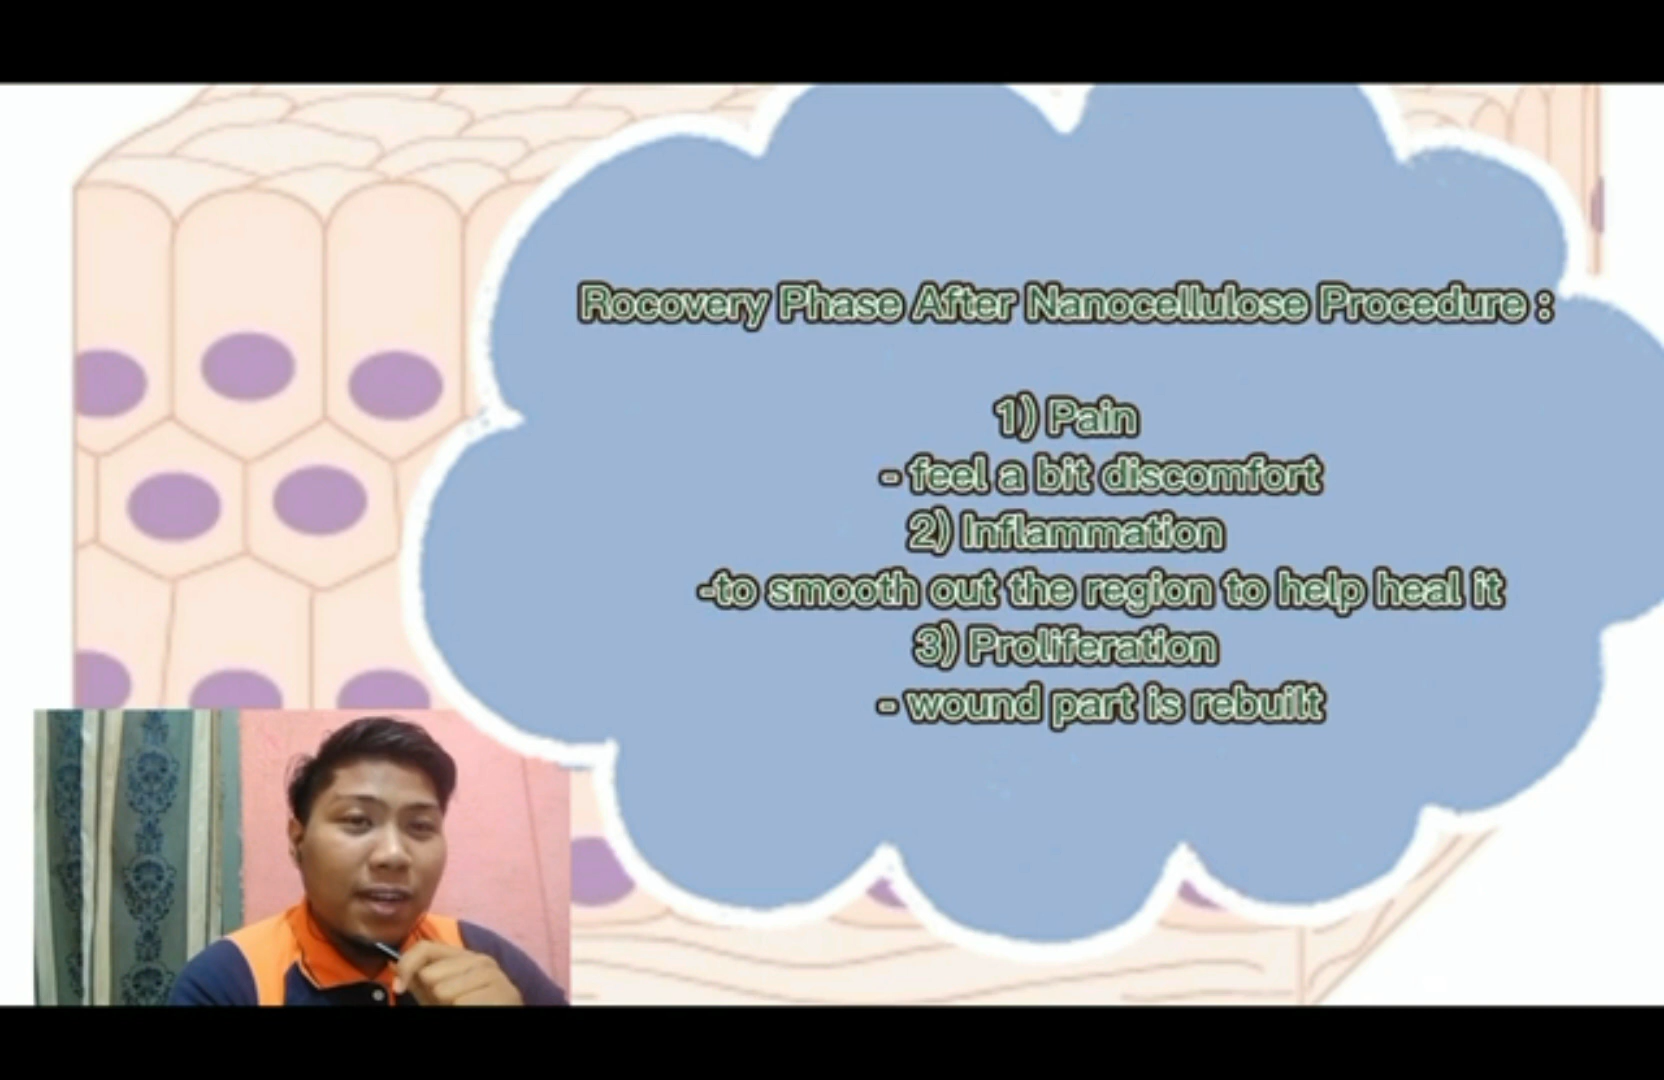 Rocovery Phase After Nanocellulose Procedure :
1) Pain
- feel a bit discomfort
2) Inflammation
-to smooth out the region to help heal it
3) Proliferation
- wound part is rebuilt